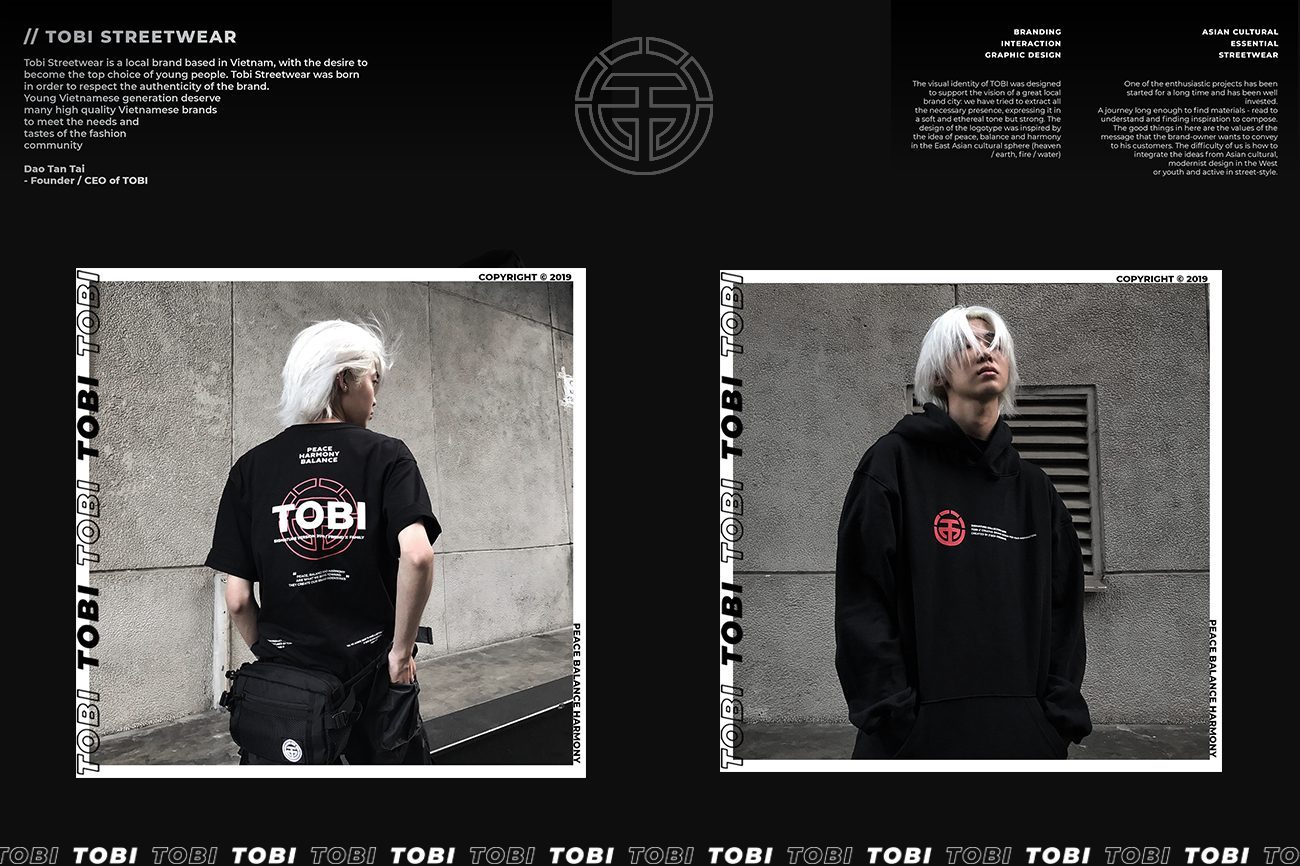 // TOBI STREETWEAR
Tobi Streetwear is a local brand based in Vietnam, with the desire to
become the top choice of young people. Tobi Streetwear was born
in order to respect the authenticity of the brand.
Young Vietnamese generation deserve
many high quality Vietnamese brands
to meet the needs and
tastes of the fashion
community
Dao Tan Tai
- Founder / CEO of TOBI
BRANDING
INTERACTION
GRAPHIC DESIGN
The visual identity of TOBI was designed
to support the vision of a great local
brand city: we have tried to extract all
the necessary presence, expressing it in
a soft and ethereal tone but strong. The
design of the logotype was inspired by
the idea of peace, balance and harmony
in the East Asian cultural sphere (heaven
/ earth, fire / water)
ASIAN CULTURAL
ESSENTIAL
STREETWEAR
One of the enthusiastic projects has been
started for a long time and has been well
invested.
A journey long enough to find materials - read to
understand and finding inspiration to compose.
The good things in here are the values of the
message that the brand-owner wants to convey
to his customers. The difficulty of us is how to
integrate the ideas from Asian cultural,
modernist design in the West
or youth and active in street-style.
COPYRIGHT © 2019
TOBI TOBI TOBI TOBI TOBI
PEACE
HARMONY
BALANCE
TOBI
PEACE BALANCE HARMONY
COPYRIGHT © 2019
TOBI TOBI TOBI TOBI TOBI
PEACE BALANCE HARMONY
TOBI TOBI TOBI TOBI TOBI TOBI TOBI TOBI TOBI TOBI TOBI TOBI TOBI TOBI TOBI TOBI TO